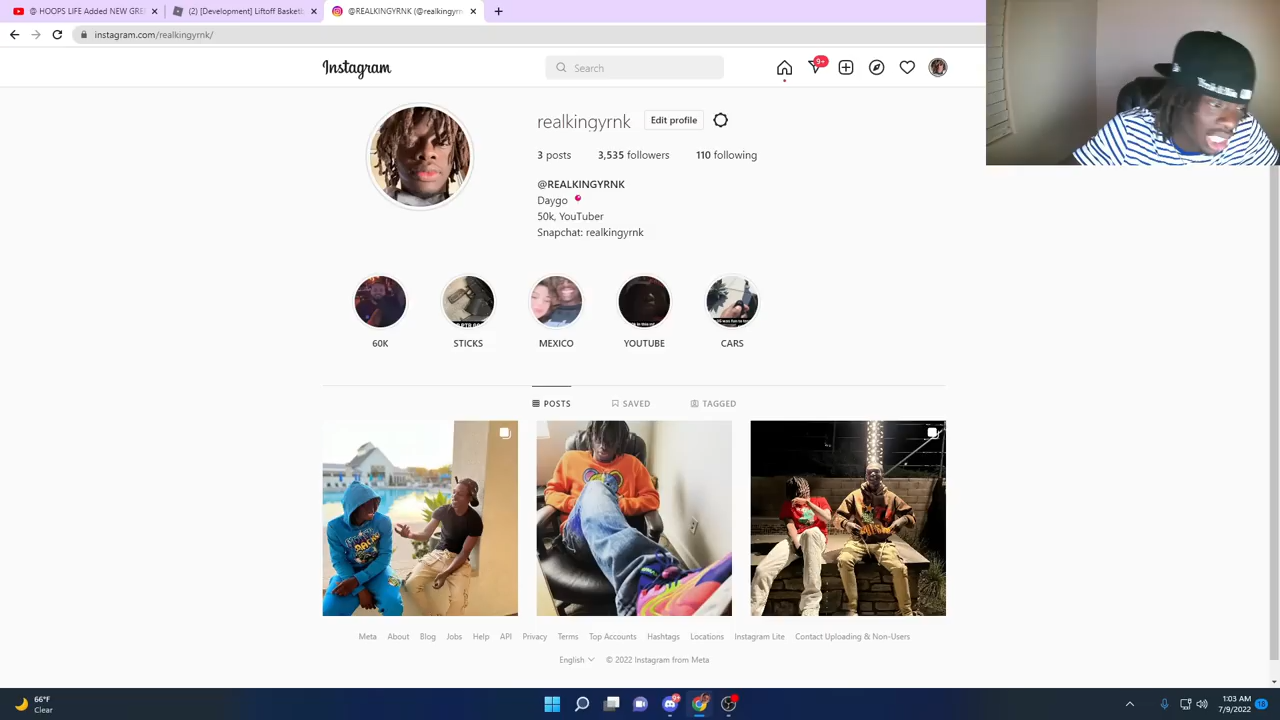 @ HOOPS LIFE Added NEW GRE
(2) [Development] Liftoff Basketb
@REALKINGYRNK (@realkingyrn
instagram.com/realkingyrnk/
Instagram
Search
9+
realkingyrnk
Edit profile
3 posts
3,535 followers
110 following
@REALKINGYRNK
Daygo
50k, YouTuber
Snapchat: realkingyrnk
60K
STICKS
MEXICO
YOUTUBE
CARS
POSTS
SAVED
TAGGED
Meta
About
Blog
Jobs
Help
API
Privacy
Terms
Top Accounts
Hashtags
Locations
Instagram Lite
Contact Uploading & Non-Users
English
© 2022 Instagram from Meta
66°F
Clear
9+
1:03 AM
7/9/2022